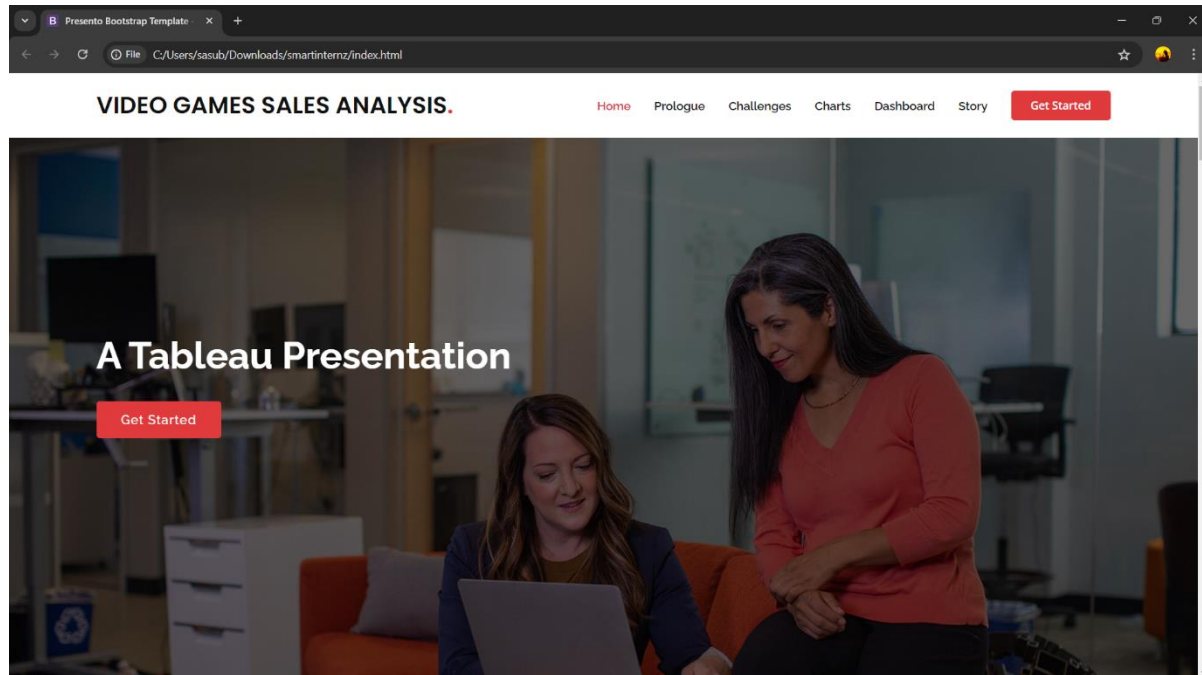 B Presento Bootstrap Template -
File C:/Users/sasub/Downloads/smartinternz/index.html
VIDEO GAMES SALES ANALYSIS. Home Prologue Challenges Charts Dashboard Story Get Started
A Tableau Presentation
Get Started